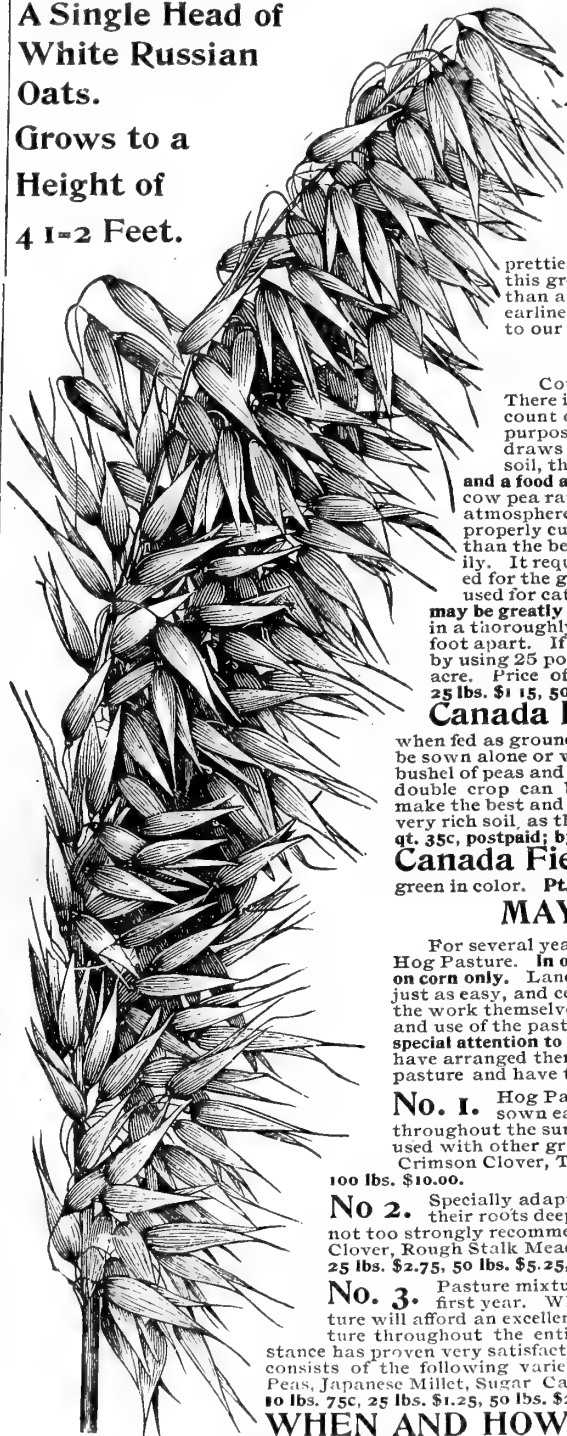 A Single Head of
White Russian
Oats.
Grows to a
Height of
4 1=2 Feet.
prettie
this gr
than a
earline
to our
Co
There i
count
purpos
draws
soil, th
and a food a
cow pea ra
atmosphere
properly cu
than the be
ily. It requ
ed for the g
used for cat
may be greatly
in a thoroughly
foot apart. If
by using 25 po
acre. Price of
25 lbs. $1 15, 50
Canada
when fed as groun
be sown alone or
bushel of peas and
double crop can
make the best and
very rich soil, as th
qt. 35c, postpaid; b
Canada Fie
green in color. Pt.
MAY
For several yea
Hog Pasture. In o
on corn only. Lan
just as easy, and ce
the work themselve
and use of the past
special attention to
have arranged ther
pasture and have t
No. 1. Hog Pa
sown ea
throughout the sur
used with other gr
Crimson Clover, T
100 lbs. $10.00.
No 2. Specially adap
their roots deep
not too strongly recomme
Clover, Rough Stalk Mea
25 lbs. $2.75, 50 lbs. $5.25,
No. 3. Pasture mixtu
first year. W
ture will afford an excellen
ture throughout the enti
stance has proven very satisfact
consists of the following varie
Peas, Japanese Millet, Sugar Ca
10 lbs. 75c, 25 lbs. $1.25, 50 lbs. $2
WHEN AND HOW